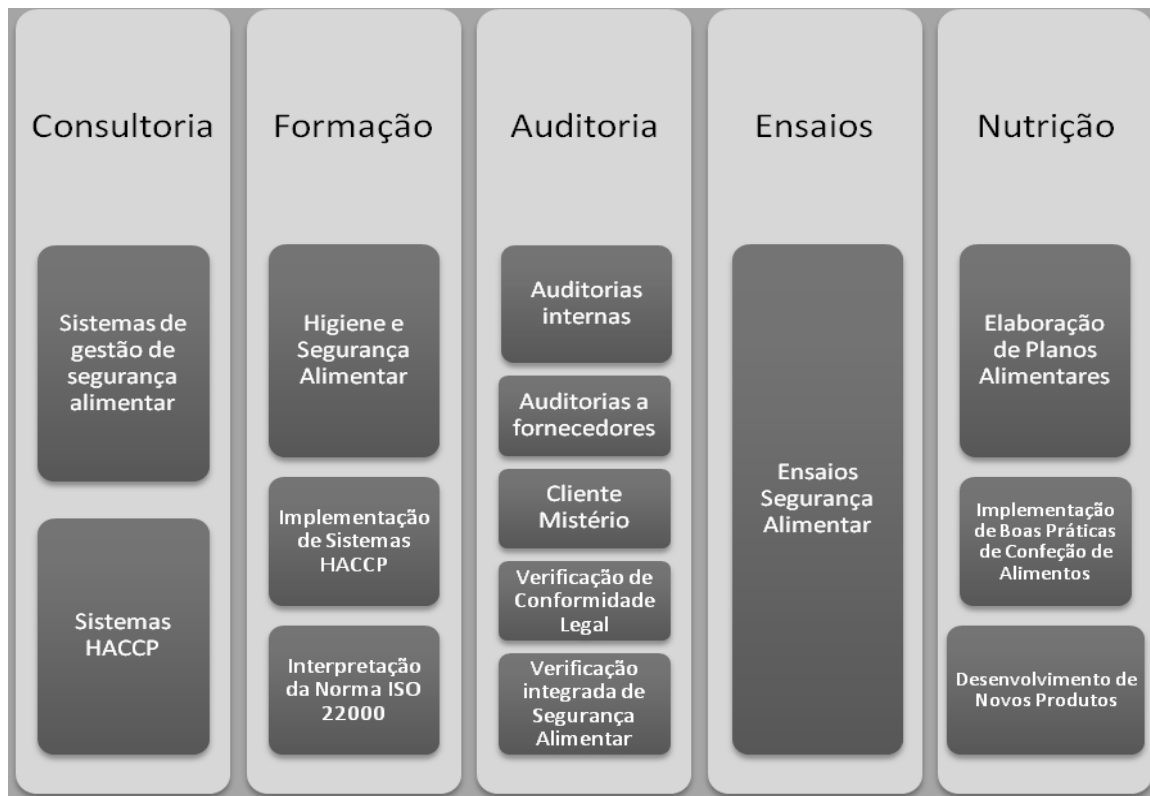 Consultoria
Sistemas de
gestão de
segurança
alimentar
Sistemas
HACCP
Formação
Higiene e
Segurança
Alimentar
Implementação
de Sistemas
HACCP
Interpretação
da Norma ISO
22000
Auditoria
Auditorias
internas
Auditorias a
fornecedores
Cliente
Mistério
Verificação de
Conformidade
Legal
Verificação
integrada de
Segurança
Alimentar
Ensaios
Ensaios
Segurança
Alimentar
Nutrição
Elaboração
de Planos
Alimentares
Implementação
de Boas Práticas
de Confeção de
Alimentos
Desenvolvimento de
Novos Produtos